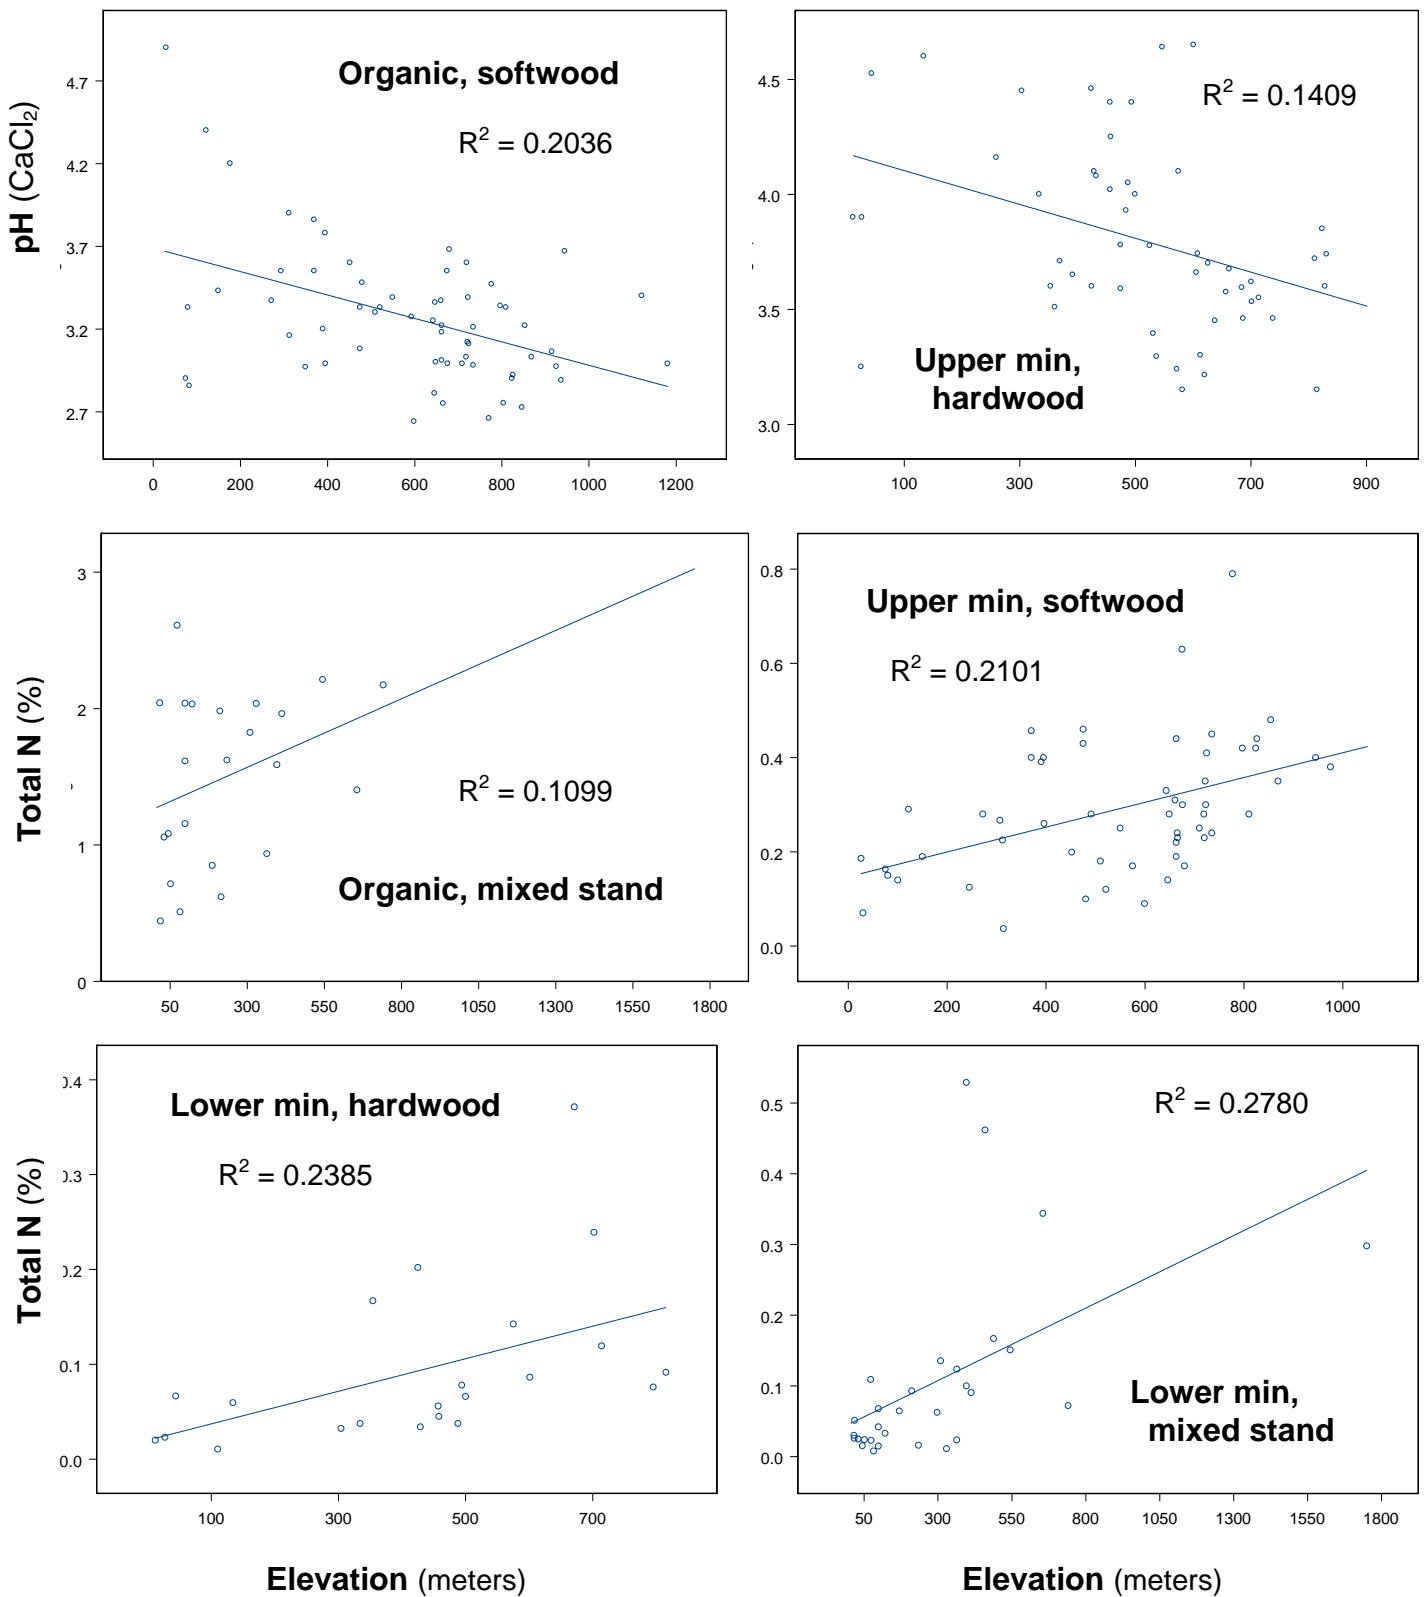 pH (CaCl₂)
Organic, softwood
R² = 0.2036
4.7
4.2
3.7
3.2
2.7
0 200 400 600 800 1000 1200
R² = 0.1409
Upper min,
hardwood
4.5
4.0
3.5
3.0
100 300 500 700 900
Total N (%)
3
2
1
0
R² = 0.1099
Organic, mixed stand
50 300 550 800 1050 1300 1550 1800
Upper min, softwood
R² = 0.2101
0.8
0.6
0.4
0.2
0.0
0 200 400 600 800 1000
Total N (%)
Lower min, hardwood
R² = 0.2385
0.4
0.3
0.2
0.1
0.0
100 300 500 700
Elevation (meters)
R² = 0.2780
Lower min,
mixed stand
0.5
0.4
0.3
0.2
0.1
0.0
50 300 550 800 1050 1300 1550 1800
Elevation (meters)